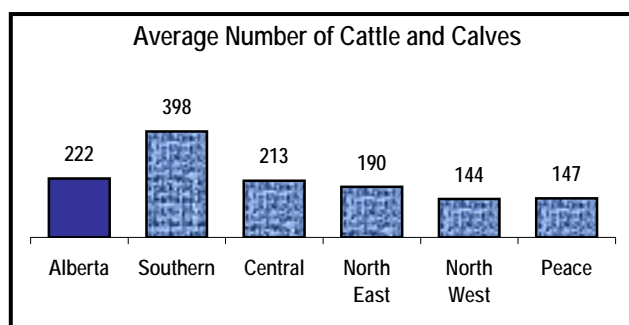 Average Number of Cattle and Calves
398
222
213
190
144
147
Alberta
Southern
Central
North
East
North
West
Peace